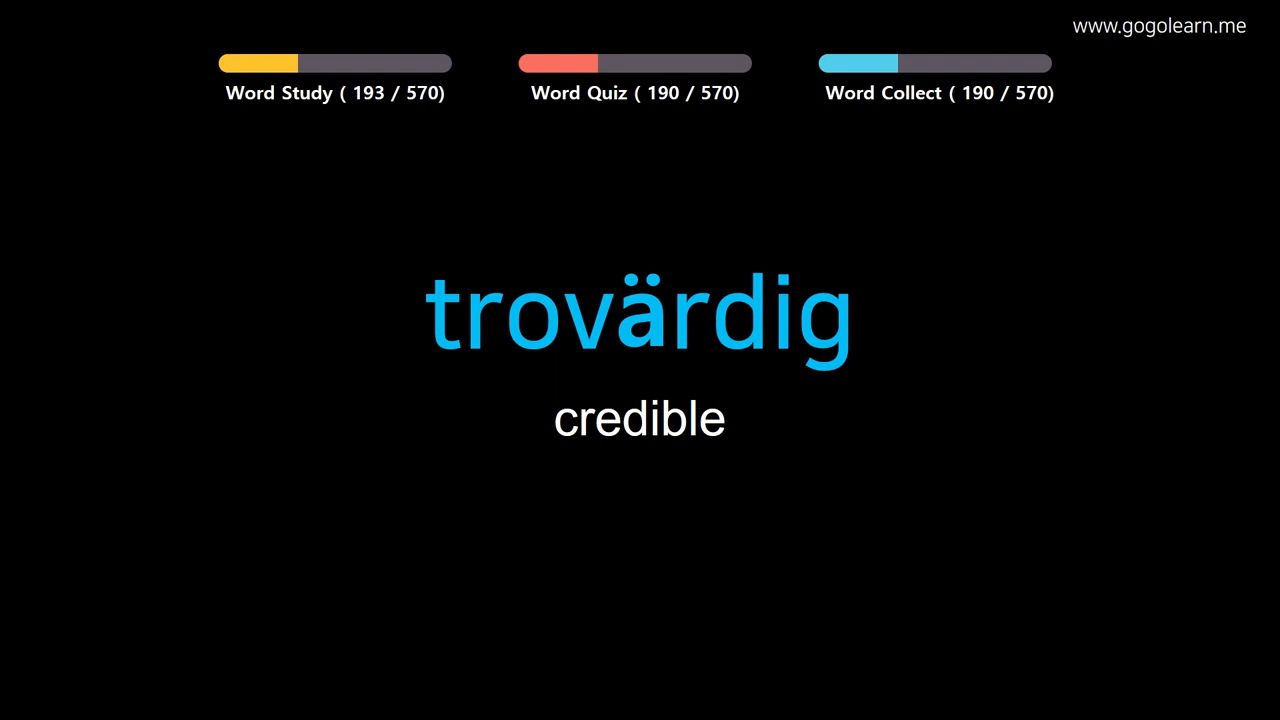 www.gogolearn.me
Word Study ( 193 / 570) Word Quiz ( 190 / 570) Word Collect ( 190 / 570)
trovärdig
credible